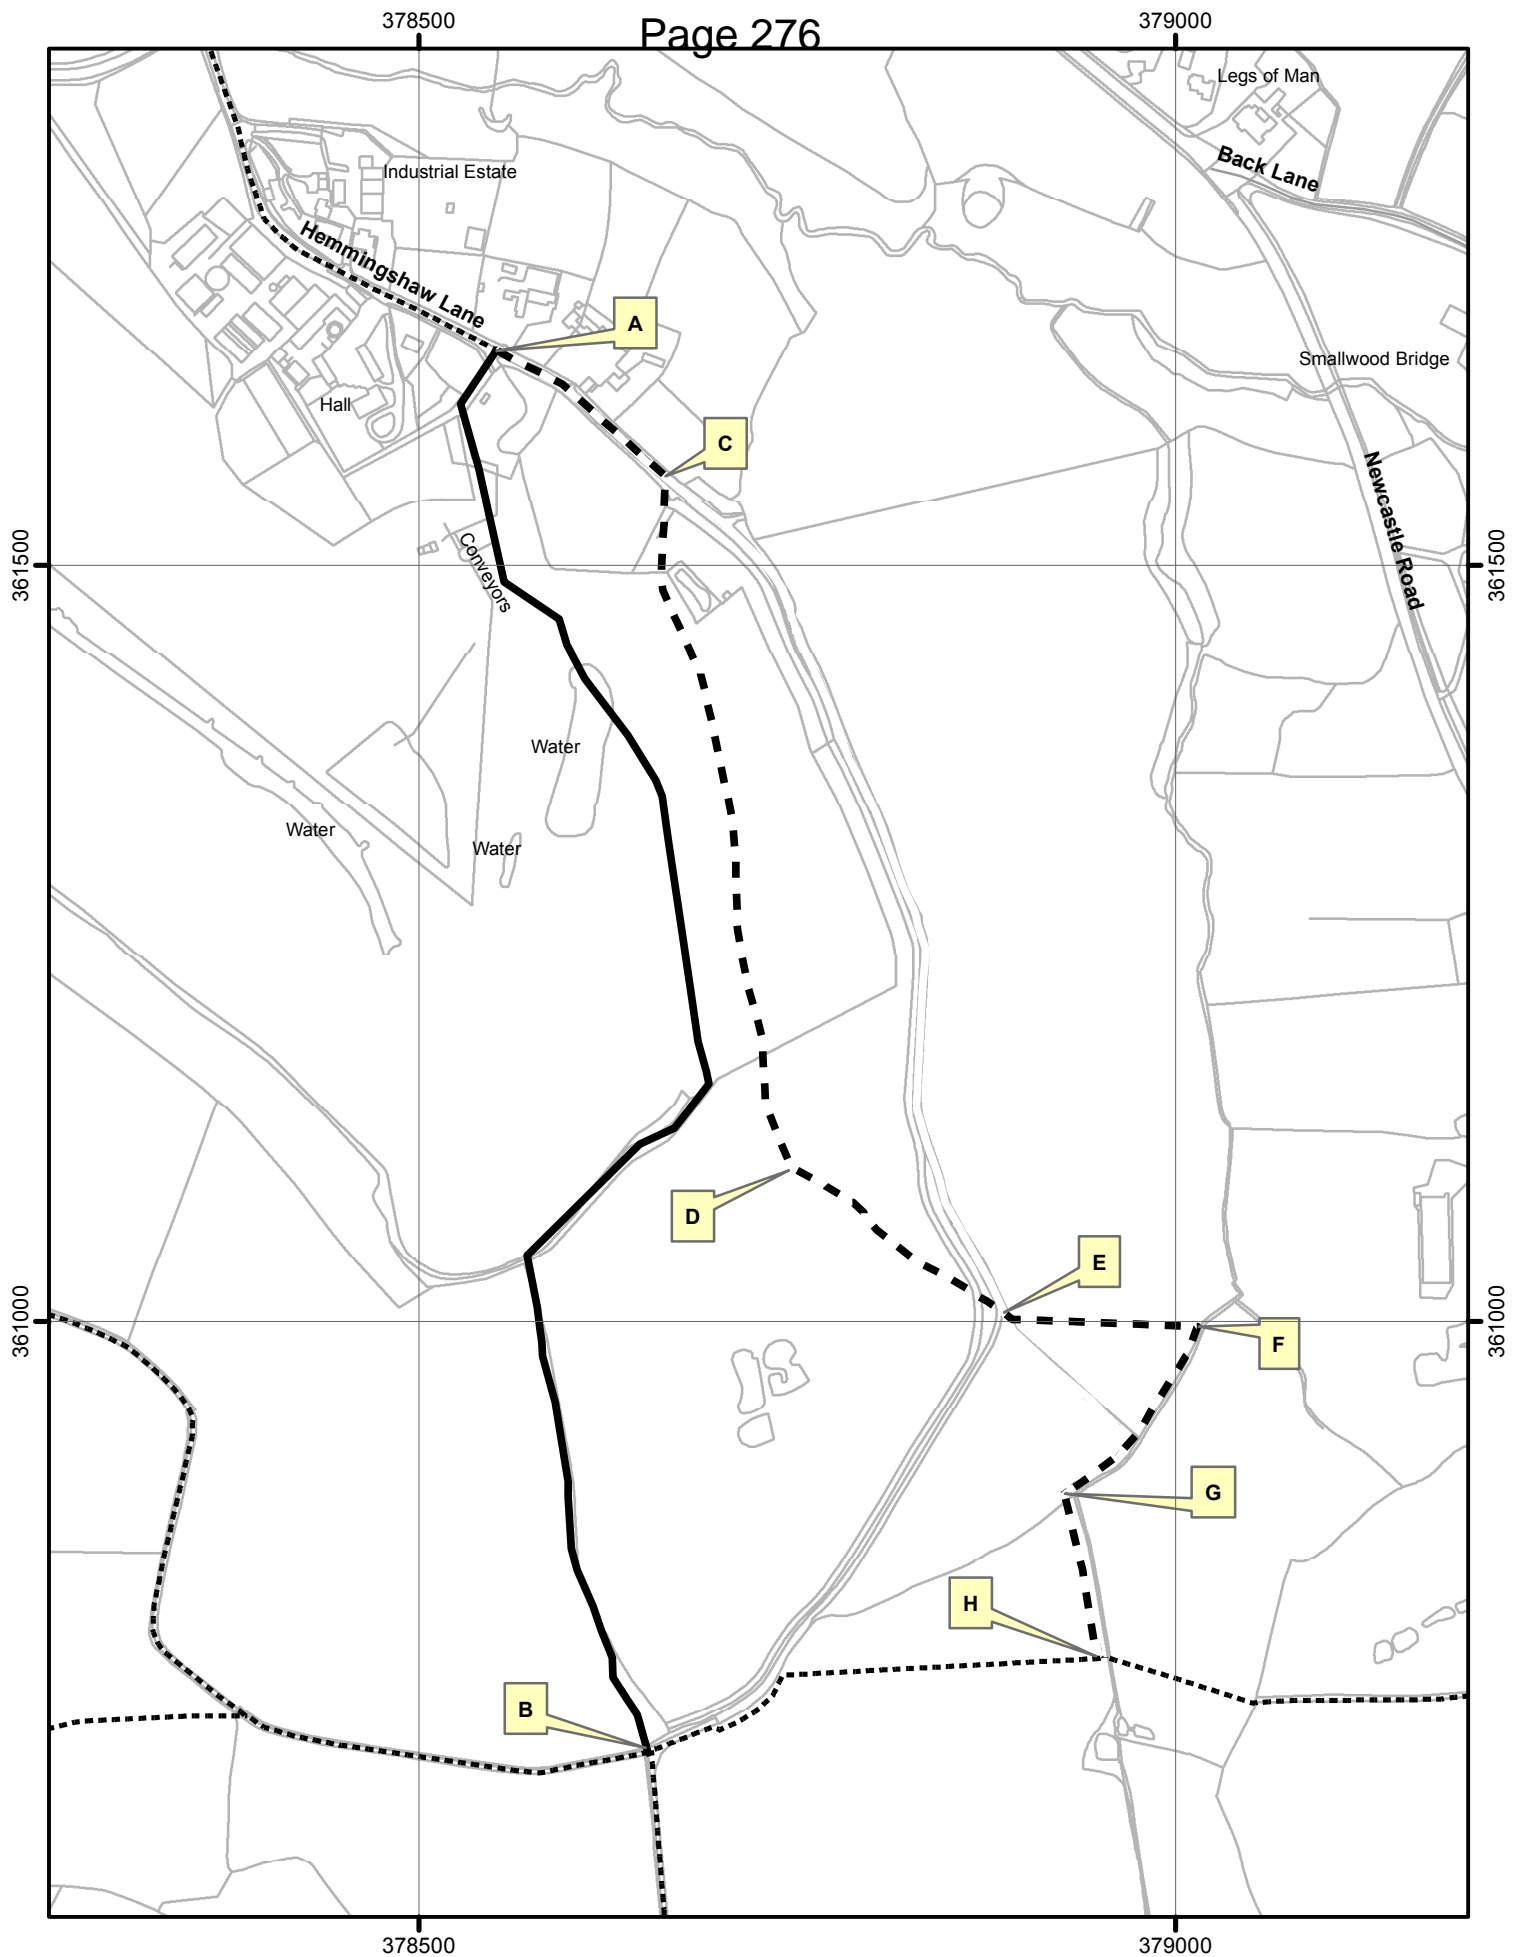 378500
Page 276
379000
Legs of Man
Back Lane
Industrial Estate
Hemmingshaw Lane
A
Smallwood Bridge
Hall
C
Newcastle Road
361500
Conveyors
361500
Water
Water
Water
D
E
361000
F
361000
G
H
B
378500
379000